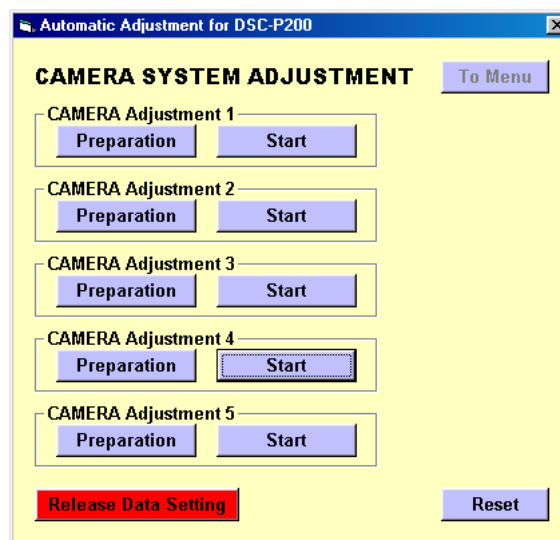 Automatic Adjustment for DSC-P200
CAMERA SYSTEM ADJUSTMENT To Menu
CAMERA Adjustment 1
Preparation Start
CAMERA Adjustment 2
Preparation Start
CAMERA Adjustment 3
Preparation Start
CAMERA Adjustment 4
Preparation Start
CAMERA Adjustment 5
Preparation Start
Release Data Setting Reset